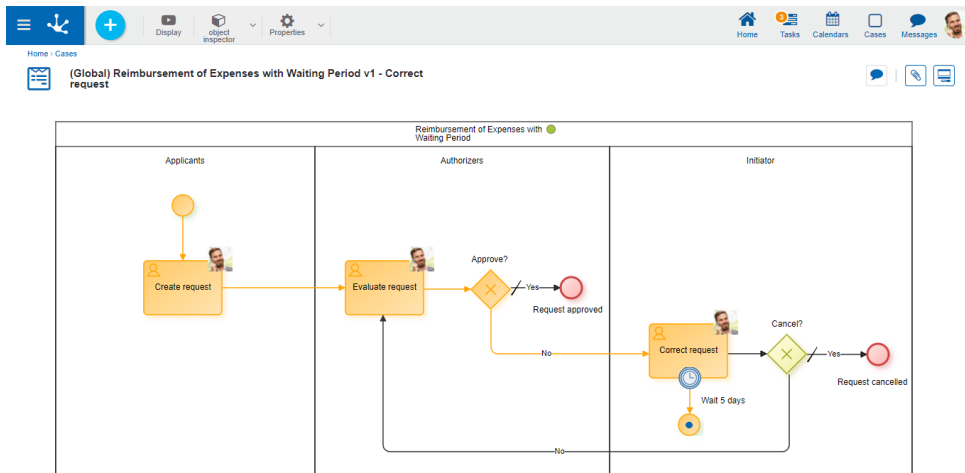 Display
object
inspector
Properties
Home
3
Tasks
Calendars
Cases
Messages
Home › Cases
(Global) Reimbursement of Expenses with Waiting Period v1 - Correct
request
Reimbursement of Expenses with
Waiting Period
Applicants
Authorizers
Initiator
Create request
Evaluate request
Approve?
Yes
Request approved
No
Correct request
Cancel?
Yes
Request cancelled
Wait 5 days
No